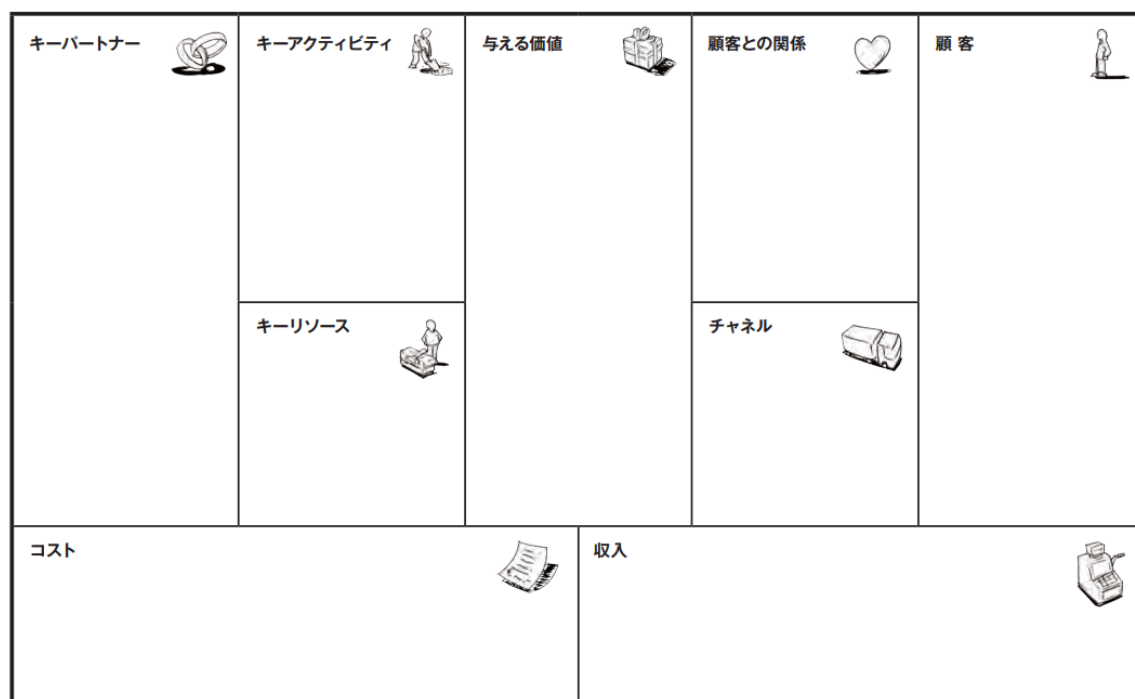 キーパートナー
キーアクティビティ
与える価値
顧客との関係
顧 客
キーリソース
チャネル
コスト
収入